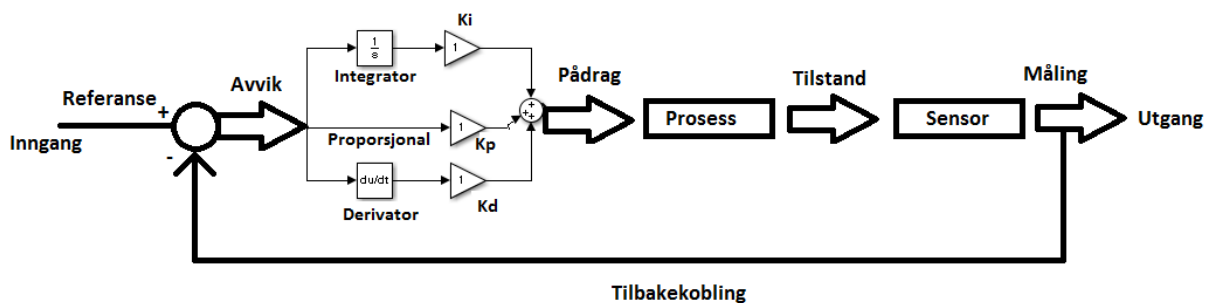 Ki
1
1
s
Integrator
Avvik
Referanse
+
Inngang
-
Proporsjonal
1
Kp
du/dt
Derivator
1
Kd
+
+
+
Pådrag
Prosess
Tilstand
Sensor
Måling
Utgang
Tilbakekobling